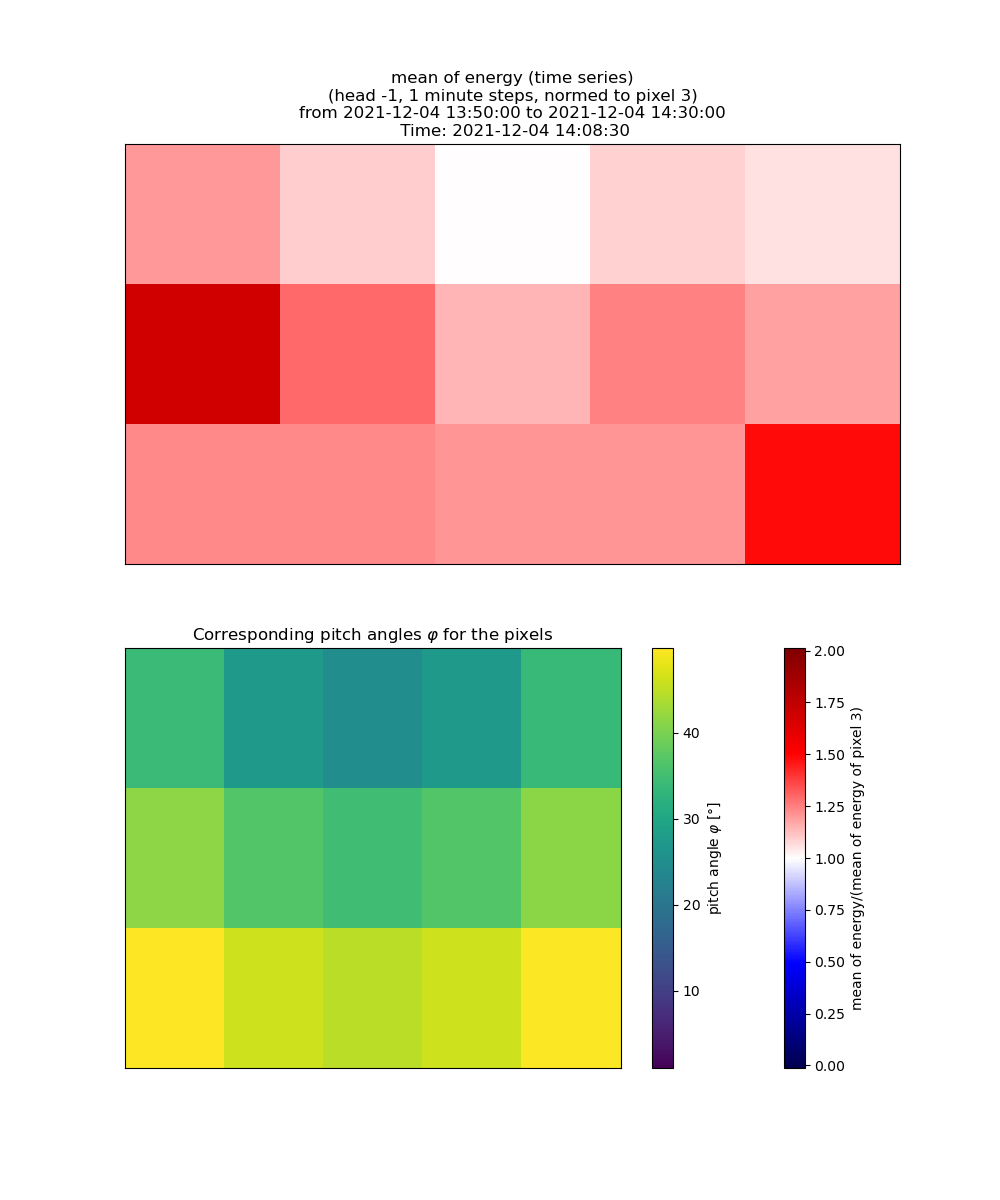 mean of energy (time series)
(head -1, 1 minute steps, normed to pixel 3)
from 2021-12-04 13:50:00 to 2021-12-04 14:30:00
Time: 2021-12-04 14:08:30
Corresponding pitch angles φ for the pixels
40
30
20
10
pitch angle φ [°]
2.00
1.75
1.50
1.25
1.00
0.75
0.50
0.25
0.00
mean of energy/(mean of energy of pixel 3)